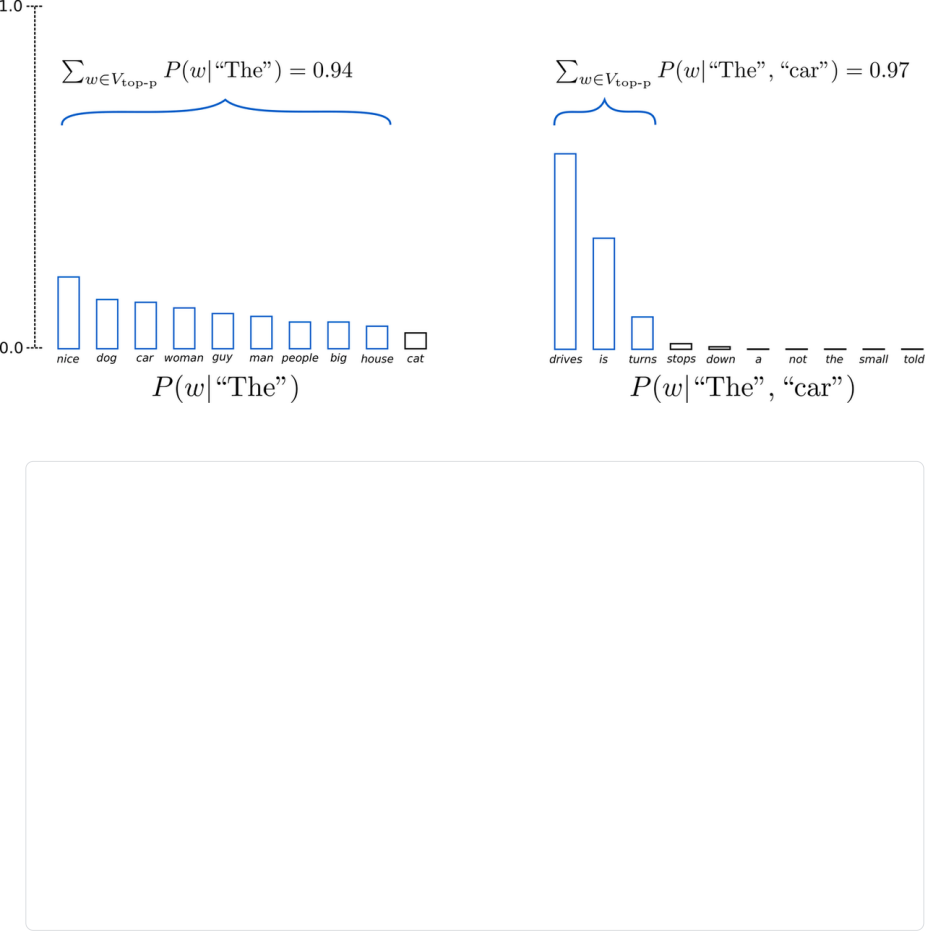 1.0
∑w∈Vtop-p P(w|“The”) = 0.94
∑w∈Vtop-p P(w|“The”, “car”) = 0.97
0.0
nice dog car woman guy man people big house cat
drives is turns stops down a not the small told
P(w|“The”)
P(w|“The”, “car”)